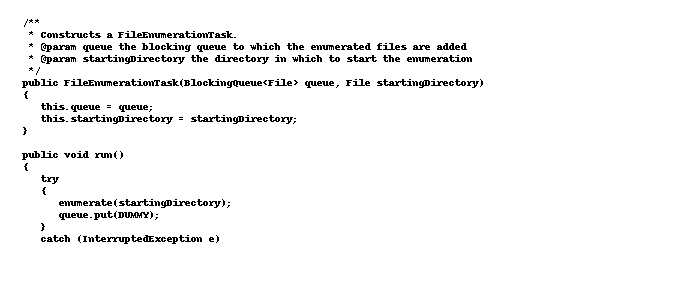 /**
 * Constructs a FileEnumerationTask.
 * @param queue the blocking queue to which the enumerated files are added
 * @param startingDirectory the directory in which to start the enumeration
 */
public FileEnumerationTask(BlockingQueue<File> queue, File startingDirectory)
{
   this.queue = queue;
   this.startingDirectory = startingDirectory;
}

public void run()
{
   try
   {
      enumerate(startingDirectory);
      queue.put(DUMMY);
   }
   catch (InterruptedException e)